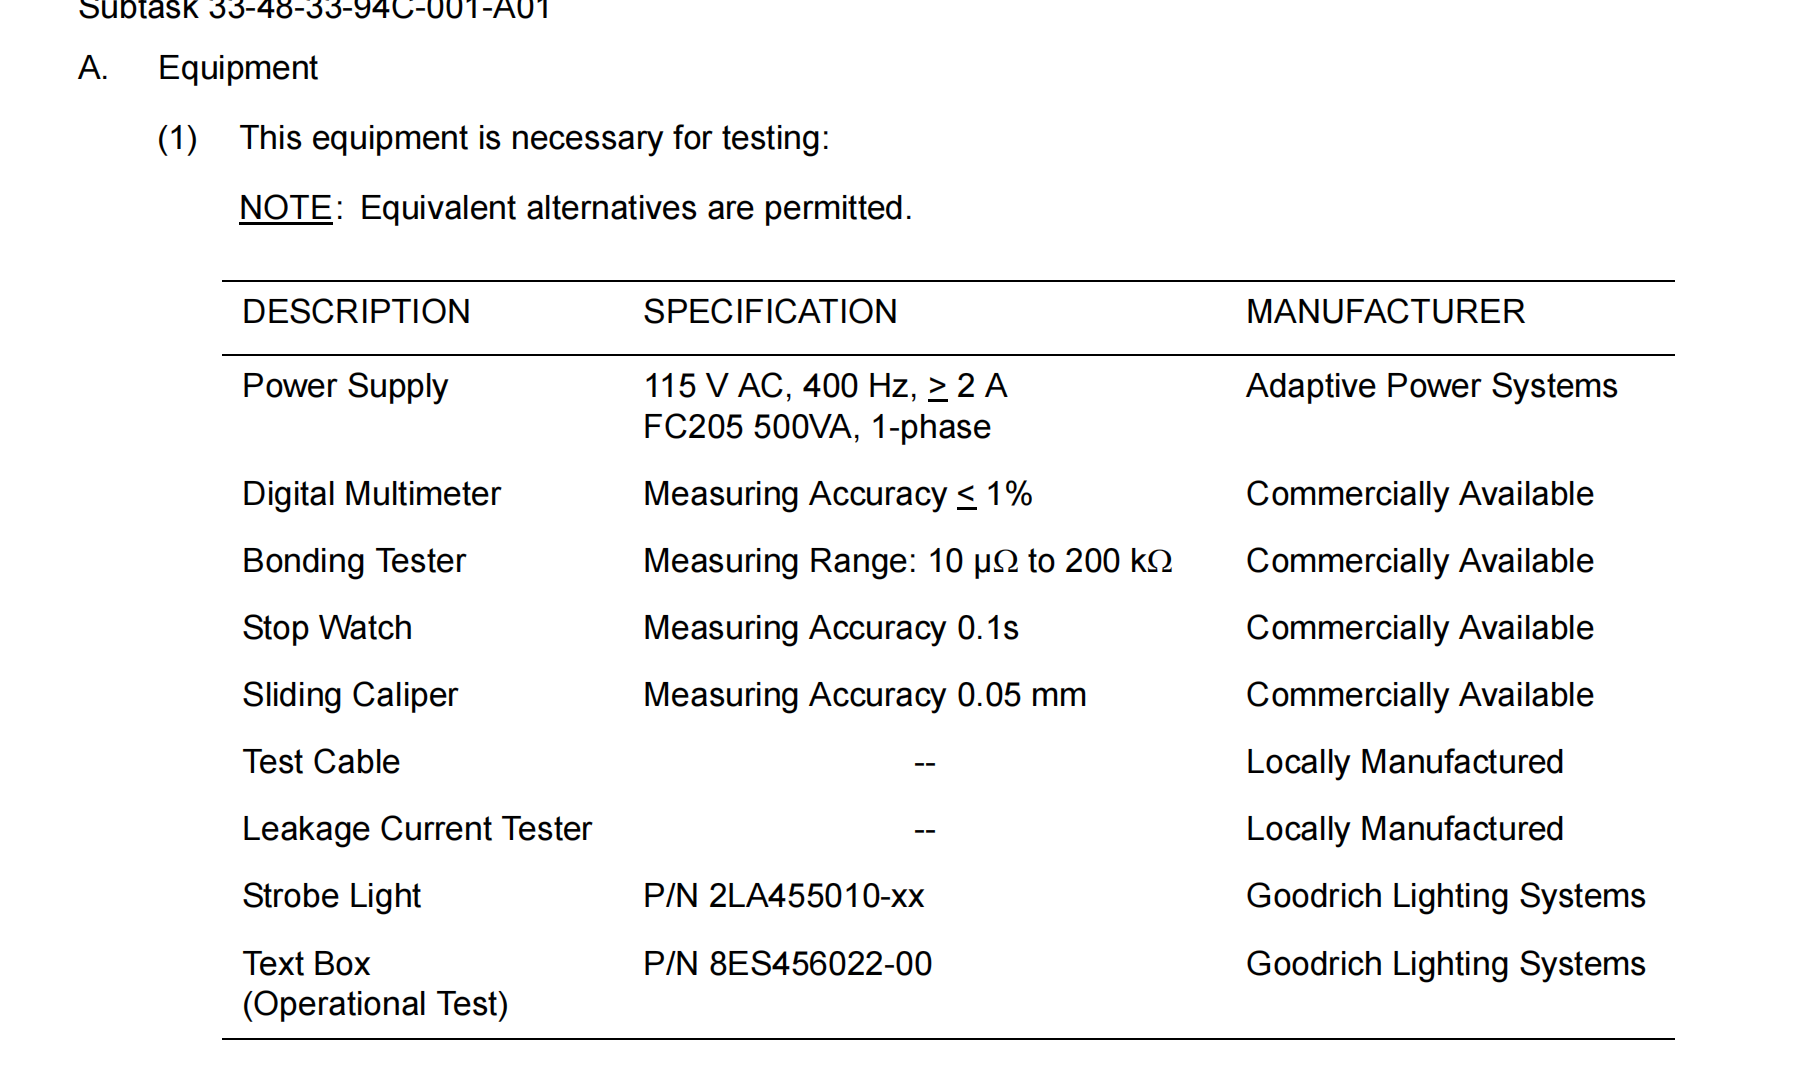 Subtask 33-48-33-94C-001-A01
A. Equipment
(1) This equipment is necessary for testing:
NOTE: Equivalent alternatives are permitted.
DESCRIPTION SPECIFICATION MANUFACTURER
Power Supply 115 V AC, 400 Hz, ≥ 2 A Adaptive Power Systems
FC205 500VA, 1-phase
Digital Multimeter Measuring Accuracy ≤ 1% Commercially Available
Bonding Tester Measuring Range: 10 µΩ to 200 kΩ Commercially Available
Stop Watch Measuring Accuracy 0.1s Commercially Available
Sliding Caliper Measuring Accuracy 0.05 mm Commercially Available
Test Cable -- Locally Manufactured
Leakage Current Tester -- Locally Manufactured
Strobe Light P/N 2LA455010-xx Goodrich Lighting Systems
Text Box P/N 8ES456022-00 Goodrich Lighting Systems
(Operational Test)